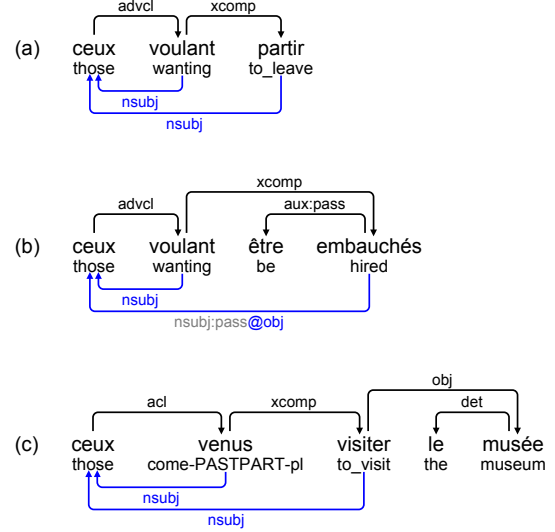 advcl xcomp
(a) ceux voulant partir
those wanting to_leave
nsubj
nsubj
xcomp
advcl aux:pass
(b) ceux voulant être embauchés
those wanting be hired
nsubj
nsubj:pass@obj
obj
acl xcomp det
(c) ceux venus visiter le musée
those come-PASTPART-pl to_visit the museum
nsubj
nsubj